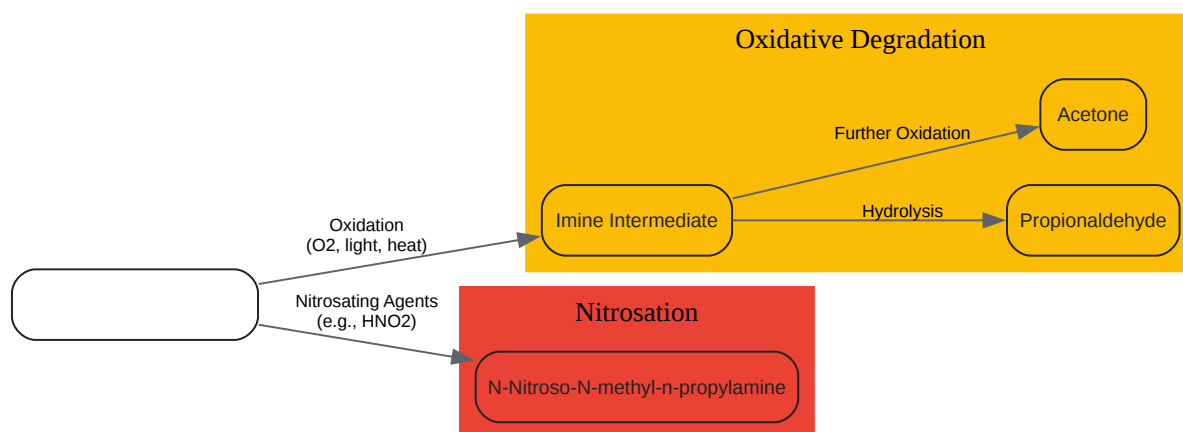 Oxidative Degradation
Acetone
Further Oxidation
Imine Intermediate
Hydrolysis
Propionaldehyde
Oxidation
(O2, light, heat)
Nitrosating Agents
(e.g., HNO2)
Nitrosation
N-Nitroso-N-methyl-n-propylamine